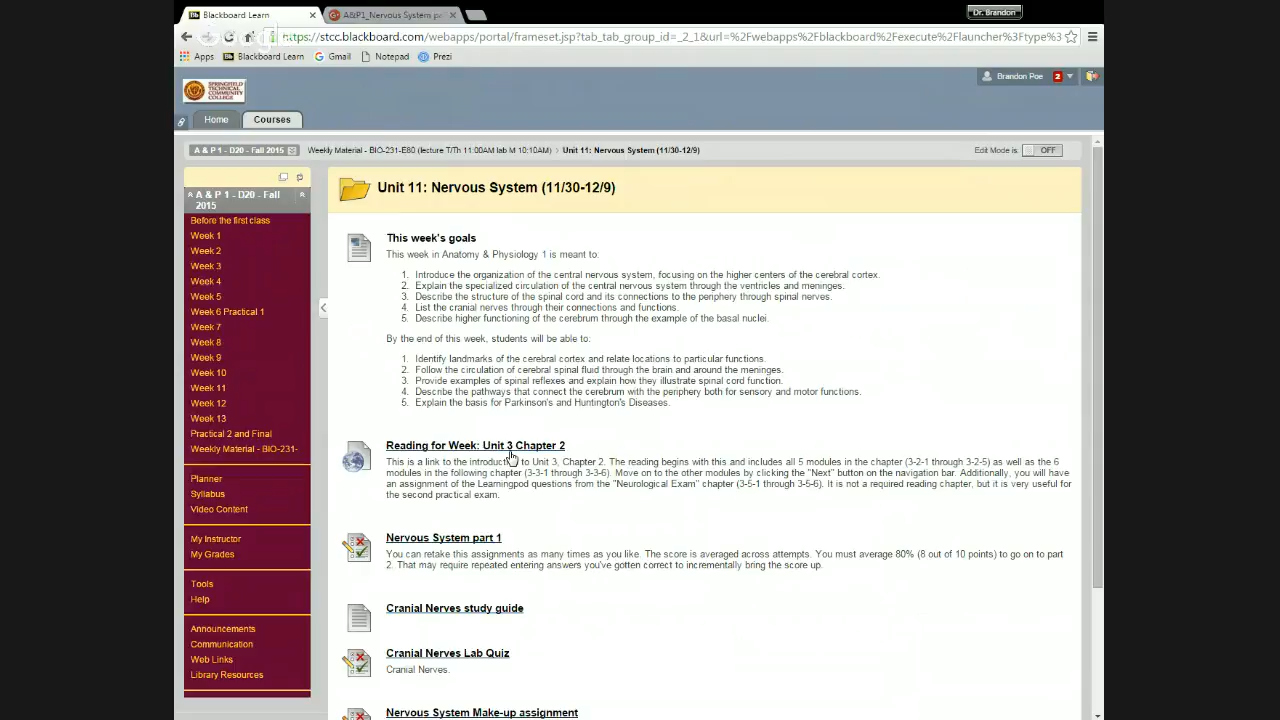 Blackboard Learn
A&P1_Nervous System pa
Dr. Brandon
https://stcc.blackboard.com/webapps/portal/frameset.jsp?tab_tab_group_id=_2_1&url=%2Fwebapps%2Fblackboard%2Fexecute%2Flauncher%3Ftype%3
Apps Blackboard Learn Gmail Notepad Prezi
SPRINGFIELD
TECHNICAL
COMMUNITY
COLLEGE
Brandon Poe 2
Home Courses
A & P 1 - D20 - Fall 2015 Weekly Material - BIO-231-E80 (lecture T/Th 11:00AM lab M 10:10AM) Unit 11: Nervous System (11/30-12/9) Edit Mode is: OFF
A & P 1 - D20 - Fall
2015
Before the first class
Week 1
Week 2
Week 3
Week 4
Week 5
Week 6 Practical 1
Week 7
Week 8
Week 9
Week 10
Week 11
Week 12
Week 13
Practical 2 and Final
Weekly Material - BIO-231-
Planner
Syllabus
Video Content
My Instructor
My Grades
Tools
Help
Announcements
Communication
Web Links
Library Resources
Unit 11: Nervous System (11/30-12/9)
This week's goals
This week in Anatomy & Physiology 1 is meant to:
1. Introduce the organization of the central nervous system, focusing on the higher centers of the cerebral cortex.
2. Explain the specialized circulation of the central nervous system through the ventricles and meninges.
3. Describe the structure of the spinal cord and its connections to the periphery through spinal nerves.
4. List the cranial nerves through their connections and functions.
5. Describe higher functioning of the cerebrum through the example of the basal nuclei.
By the end of this week, students will be able to:
1. Identify landmarks of the cerebral cortex and relate locations to particular functions.
2. Follow the circulation of cerebral spinal fluid through the brain and around the meninges.
3. Provide examples of spinal reflexes and explain how they illustrate spinal cord function.
4. Describe the pathways that connect the cerebrum with the periphery both for sensory and motor functions.
5. Explain the basis for Parkinson's and Huntington's Diseases.
Reading for Week: Unit 3 Chapter 2
This is a link to the introduction to Unit 3, Chapter 2. The reading begins with this and includes all 5 modules in the chapter (3-2-1 through 3-2-5) as well as the 6
modules in the following chapter (3-3-1 through 3-3-6). Move on to the other modules by clicking the "Next" button on the navigation bar. Additionally, you will have
an assignment of the Learningpod questions from the "Neurological Exam" chapter (3-5-1 through 3-5-6). It is not a required reading chapter, but it is very useful for
the second practical exam.
Nervous System part 1
You can retake this assignments as many times as you like. The score is averaged across attempts. You must average 80% (8 out of 10 points) to go on to part
2. That may require repeated entering answers you've gotten correct to incrementally bring the score up.
Cranial Nerves study guide
Cranial Nerves Lab Quiz
Cranial Nerves.
Nervous System Make-up assignment